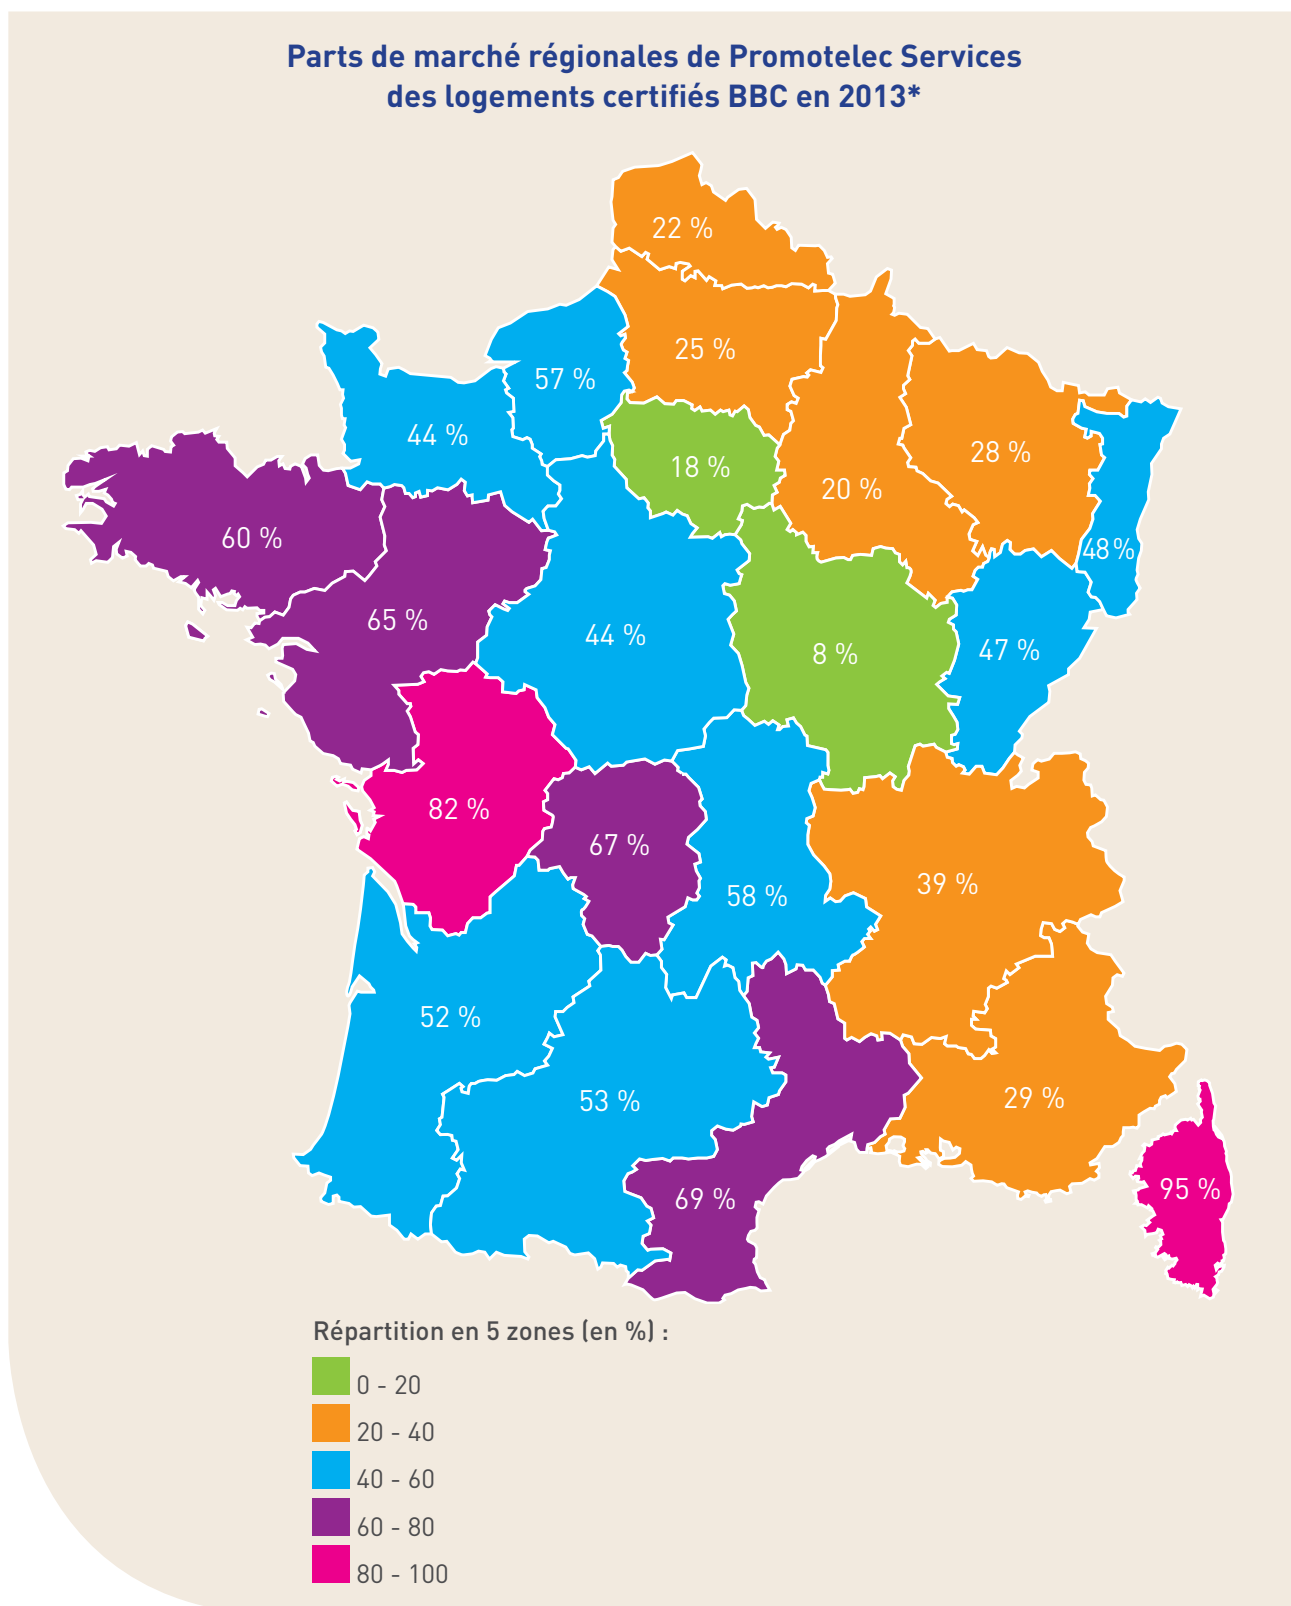 Parts de marché régionales de Promotelec Services
des logements certifiés BBC en 2013*
22 %
25 %
57 %
44 %
18 %
28 %
20 %
60 %
48 %
65 %
44 %
8 %
47 %
82 %
67 %
58 %
39 %
52 %
53 %
29 %
69 %
95 %
Répartition en 5 zones (en %) :
0 - 20
20 - 40
40 - 60
60 - 80
80 - 100